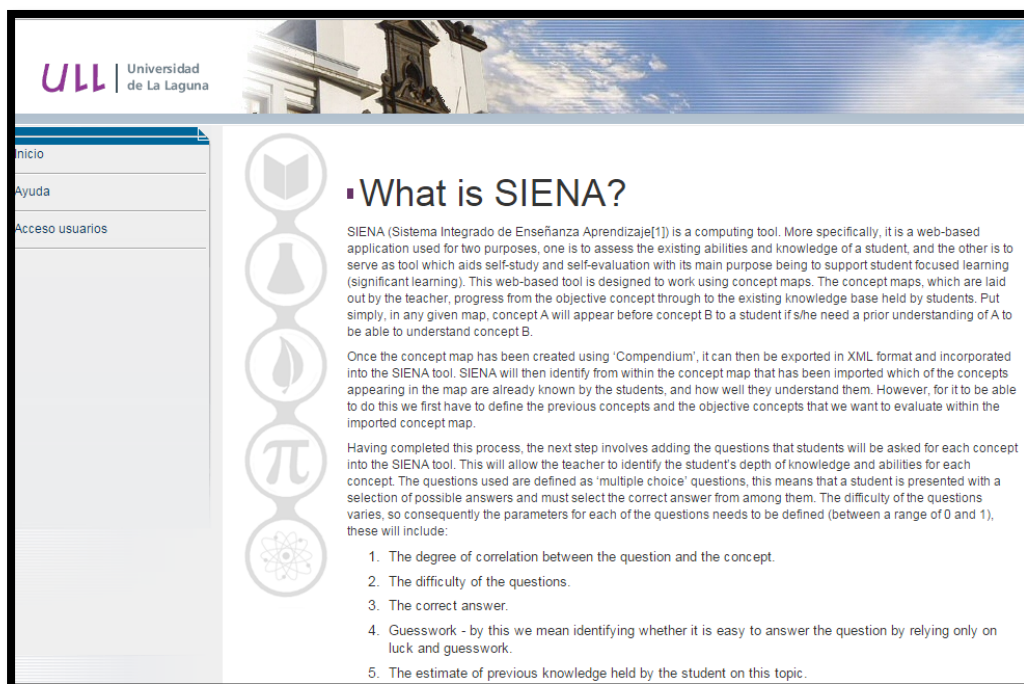 ULL | Universidad
de La Laguna
Inicio
Ayuda
Acceso usuarios
What is SIENA?
SIENA (Sistema Integrado de Enseñanza Aprendizaje[1]) is a computing tool. More specifically, it is a web-based
application used for two purposes, one is to assess the existing abilities and knowledge of a student, and the other is to
serve as tool which aids self-study and self-evaluation with its main purpose being to support student focused learning
(significant learning). This web-based tool is designed to work using concept maps. The concept maps, which are laid
out by the teacher, progress from the objective concept through to the existing knowledge base held by students. Put
simply, in any given map, concept A will appear before concept B to a student if s/he need a prior understanding of A to
be able to understand concept B.
Once the concept map has been created using ‘Compendium’, it can then be exported in XML format and incorporated
into the SIENA tool. SIENA will then identify from within the concept map that has been imported which of the concepts
appearing in the map are already known by the students, and how well they understand them. However, for it to be able
to do this we first have to define the previous concepts and the objective concepts that we want to evaluate within the
imported concept map.
Having completed this process, the next step involves adding the questions that students will be asked for each concept
into the SIENA tool. This will allow the teacher to identify the student’s depth of knowledge and abilities for each
concept. The questions used are defined as ‘multiple choice’ questions, this means that a student is presented with a
selection of possible answers and must select the correct answer from among them. The difficulty of the questions
varies, so consequently the parameters for each of the questions needs to be defined (between a range of 0 and 1),
these will include:
1. The degree of correlation between the question and the concept.
2. The difficulty of the questions.
3. The correct answer.
4. Guesswork - by this we mean identifying whether it is easy to answer the question by relying only on
luck and guesswork.
5. The estimate of previous knowledge held by the student on this topic.
π